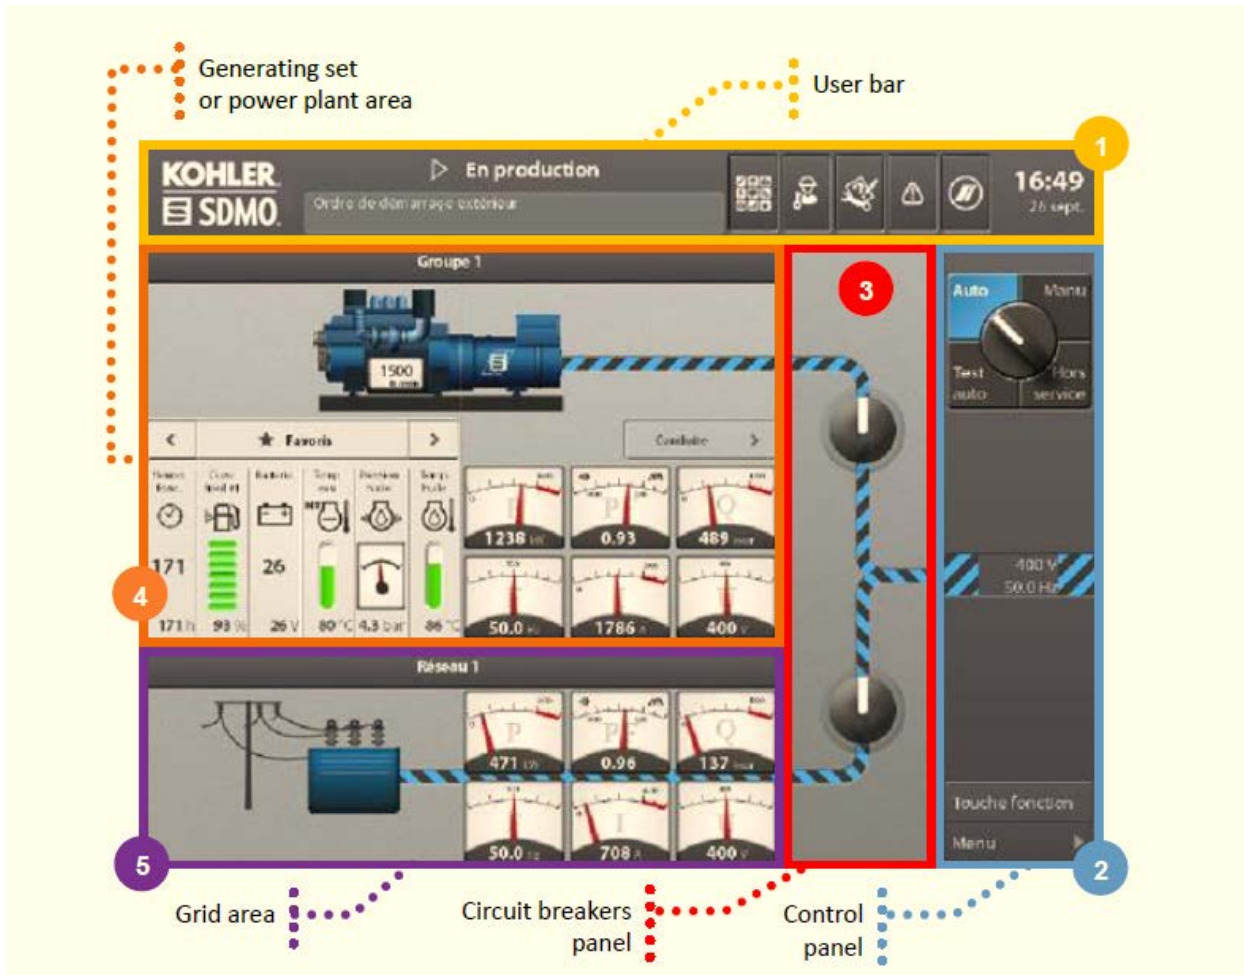 Generating set
or power plant area
User bar
1
KOHLER
SDMO
En production
Ordre de démarrage extérieur
16:49
26 sept.
Groupe 1
1500
3
Auto
Manu
Test
auto
Hors
service
Favoris
Conduite
1238
0.93
489
171
26
171 h
93 %
26 V
80 °C
4.3 bar
86 °C
50.0
1786
400 V
400 V
50.0 Hz
4
Réseau 1
471
0.96
137
50.0
708
400 V
Touche fonction
Menu
5
2
Grid area
Circuit breakers
panel
Control
panel